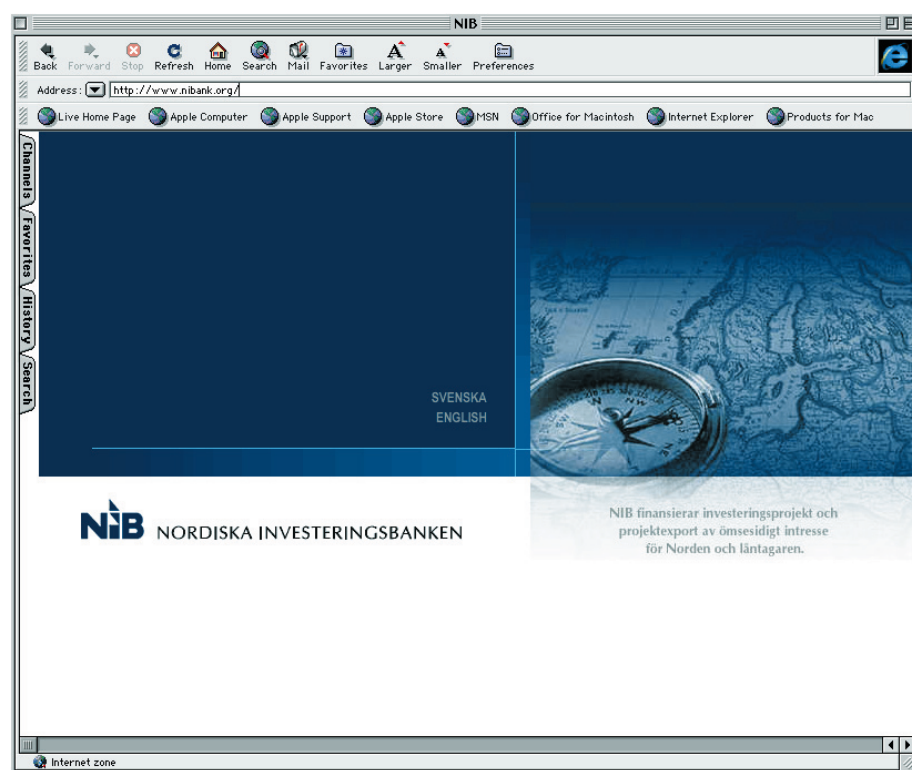 NIB
Back Forward Stop Refresh Home Search Mail Favorites Larger Smaller Preferences
Address: http://www.nibank.org/
Live Home Page Apple Computer Apple Support Apple Store MSN Office for Macintosh Internet Explorer Products for Mac
Channels
Favorites
History
Search
SVENSKA
ENGLISH
NW
NiB NORDISKA INVESTERINGSBANKEN
NIB finansierar investeringsprojekt och
projektexport av ömsesidigt intresse
för Norden och låntagaren.
Internet zone